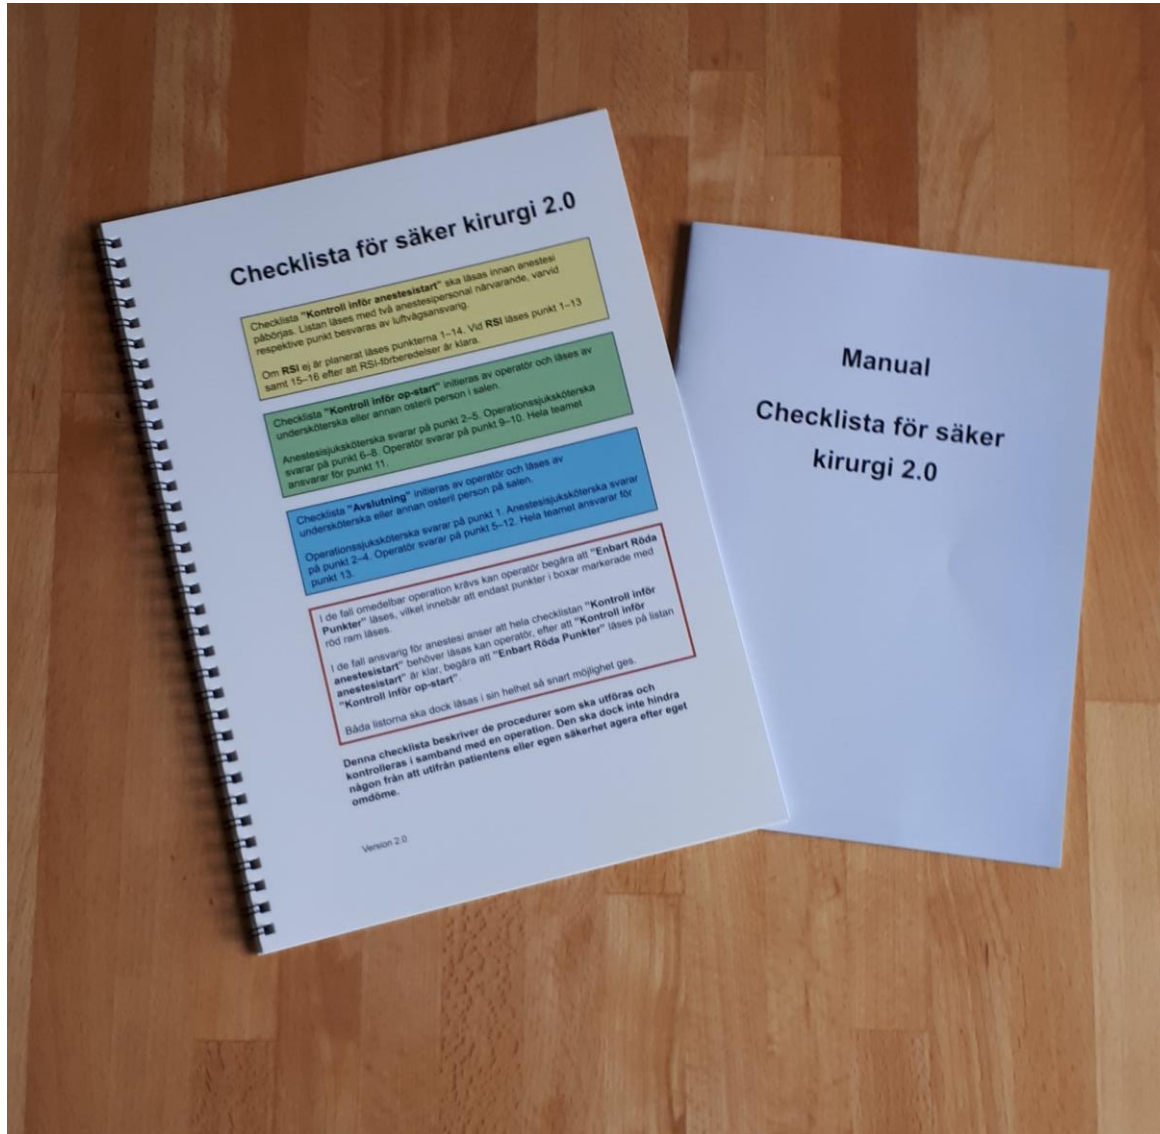 Checklista för säker kirurgi 2.0
Checklista "Kontroll inför anestesistart" ska läsas innan anestesi
påbörjas. Listan läses med två anestesipersonal närvarande, varvid
respektive punkt besvaras av luftvägsansvarig.
Om RSI ej är planerat läses punkterna 1–14. Vid RSI läses punkt 1–13
samt 15–16 efter att RSI-förberedelser är klara.
Checklista "Kontroll inför op-start" initieras av operatör och läses av
undersköterska eller annan osteril person i salen.
Anestesisjuksköterska svarar på punkt 2–5. Operationssjuksköterska
svarar på punkt 6–8. Operatör svarar på punkt 9–10. Hela teamet
ansvarar för punkt 11.
Checklista "Avslutning" initieras av operatör och läses av
undersköterska eller annan osteril person på salen.
Operationssjuksköterska svarar på punkt 1. Anestesisjuksköterska svarar
på punkt 2–4. Operatör svarar på punkt 5–12. Hela teamet ansvarar för
punkt 13.
I de fall omedelbar operation krävs kan operatör begära att "Enbart Röda
Punkter" läses, vilket innebär att endast punkter i boxar markerade med
röd ram läses.
I de fall ansvarig för anestesi anser att hela checklistan "Kontroll inför
anestesistart" behöver läsas kan operatör, efter att "Kontroll inför
anestesistart" är klar, begära att "Enbart Röda Punkter" läses på listan
"Kontroll inför op-start".
Båda listorna ska dock läsas i sin helhet så snart möjlighet ges.
Denna checklista beskriver de procedurer som ska utföras och
kontrolleras i samband med en operation. Den ska dock inte hindra
någon från att utifrån patientens eller egen säkerhet agera efter eget
omdöme.
Version 2.0
Manual
Checklista för säker
kirurgi 2.0